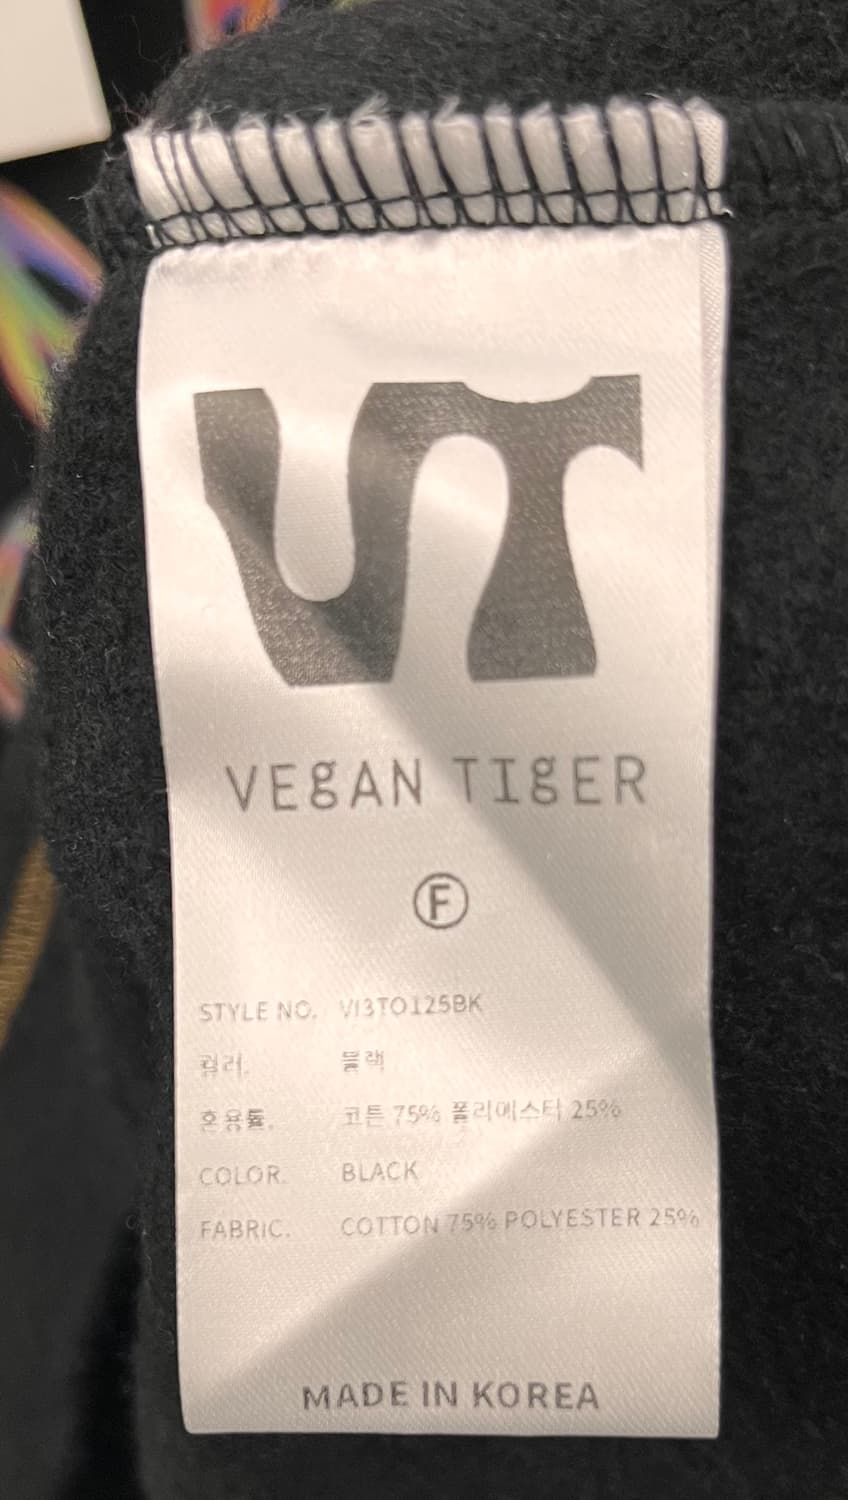 VT
VEGAN TIGER
F
STYLE NO. VI3TO125BK
컬러. 블랙
혼용률. 코튼 75% 폴리에스터 25%
COLOR. BLACK
FABRIC. COTTON 75% POLYESTER 25%
MADE IN KOREA